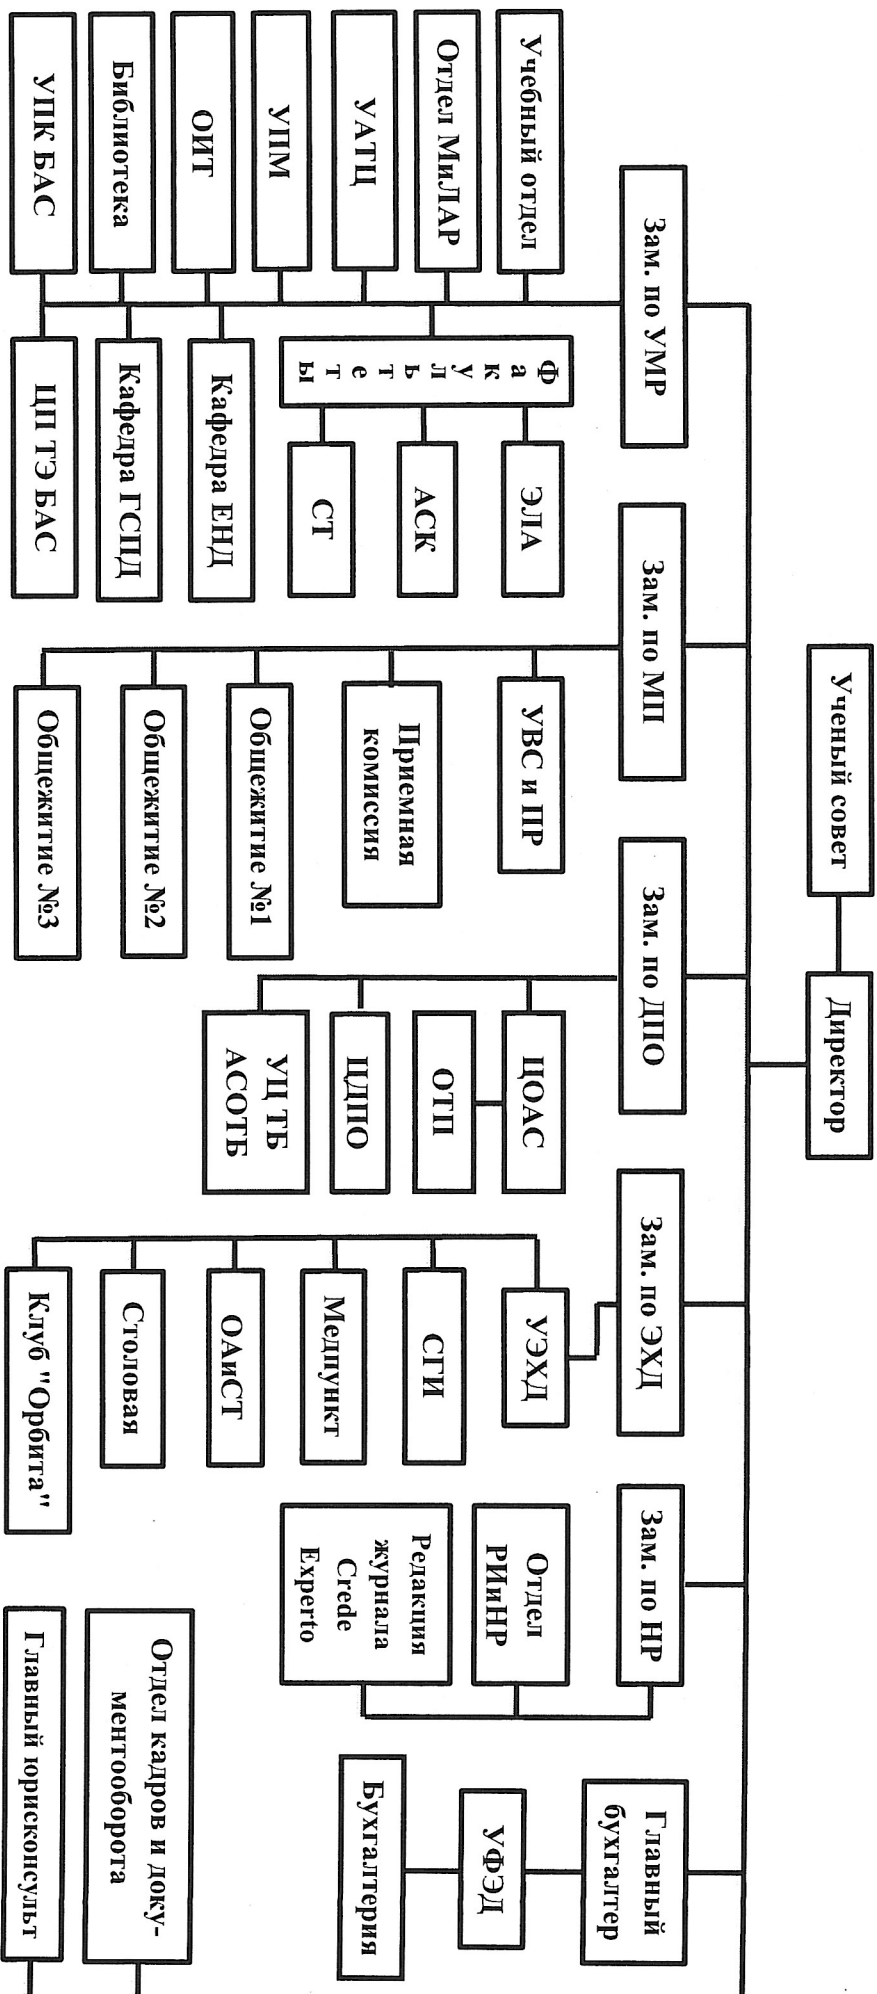 Ученый совет
Директор
Зам. по УМР
Зам. по МП
Зам. по ДПО
Зам. по ЭХД
Зам. по НР
Главный
бухгалтер
Учебный отдел
Отдел МиЛАР
УАТЦ
УПМ
ОИТ
Библиотека
УПК БАС
Факультеты
ЭЛА
АСК
СТ
Кафедра ЕНД
Кафедра ГСПД
ЦП ТЭ БАС
УВС и ПР
Приемная
комиссия
Общежитие №1
Общежитие №2
Общежитие №3
ЦОАС
ОТП
ЦДПО
УЦ ТБ
АСОТБ
УЭХД
СГИ
Медпункт
ОАиСТ
Столовая
Клуб "Орбита"
Отдел
РИиНР
Редакция
журнала
Crede
Experto
УФЭД
Бухгалтерия
Отдел кадров и доку-
ментооборота
Главный юрисконсульт